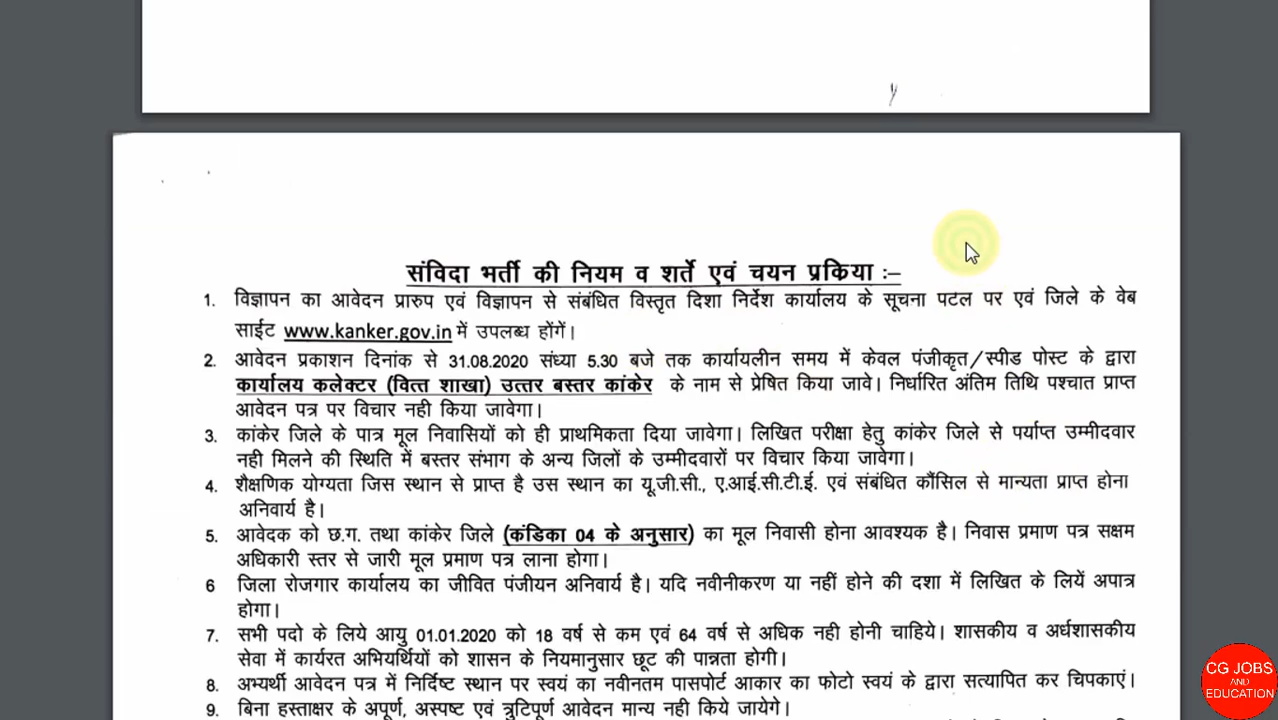 संविदा भर्ती की नियम व शर्ते एवं चयन प्रकिया :–
1. विज्ञापन का आवेदन प्रारुप एवं विज्ञापन से संबंधित विस्तृत दिशा निर्देश कार्यालय के सूचना पटल पर एवं जिले के वेब
साईट www.kanker.gov.in में उपलब्ध होंगें।
2. आवेदन प्रकाशन दिनांक से 31.08.2020 संध्या 5.30 बजे तक कार्यायलीन समय में केवल पंजीकृत/स्पीड पोस्ट के द्वारा
कार्यालय कलेक्टर (वित्त शाखा) उत्तर बस्तर कांकेर के नाम से प्रेषित किया जावे। निर्धारित अंतिम तिथि पश्चात प्राप्त
आवेदन पत्र पर विचार नही किया जावेगा।
3. कांकेर जिले के पात्र मूल निवासियों को ही प्राथमिकता दिया जावेगा। लिखित परीक्षा हेतु कांकेर जिले से पर्याप्त उम्मीदवार
नही मिलने की स्थिति में बस्तर संभाग के अन्य जिलों के उम्मीदवारों पर विचार किया जावेगा।
4. शैक्षणिक योग्यता जिस स्थान से प्राप्त है उस स्थान का यू.जी.सी., ए.आई.सी.टी.ई. एवं संबंधित कौंसिल से मान्यता प्राप्त होना
अनिवार्य है।
5. आवेदक को छ.ग. तथा कांकेर जिले (कंडिका 04 के अनुसार) का मूल निवासी होना आवश्यक है। निवास प्रमाण पत्र सक्षम
अधिकारी स्तर से जारी मूल प्रमाण पत्र लाना होगा।
6 जिला रोजगार कार्यालय का जीवित पंजीयन अनिवार्य है। यदि नवीनीकरण या नहीं होने की दशा में लिखित के लियें अपात्र
होगा।
7. सभी पदो के लिये आयु 01.01.2020 को 18 वर्ष से कम एवं 64 वर्ष से अधिक नही होनी चाहिये। शासकीय व अर्धशासकीय
सेवा में कार्यरत अभियर्थियों को शासन के नियमानुसार छूट की पान्नता होगी।
8. अभ्यर्थी आवेदन पत्र में निर्दिष्ट स्थान पर स्वयं का नवीनतम पासपोर्ट आकार का फोटो स्वयं के द्वारा सत्यापित कर चिपकाएं।
9. बिना हस्ताक्षर के अपूर्ण, अस्पष्ट एवं त्रुटिपूर्ण आवेदन मान्य नही किये जायेगे।
CG JOBS
AND
EDUCATION